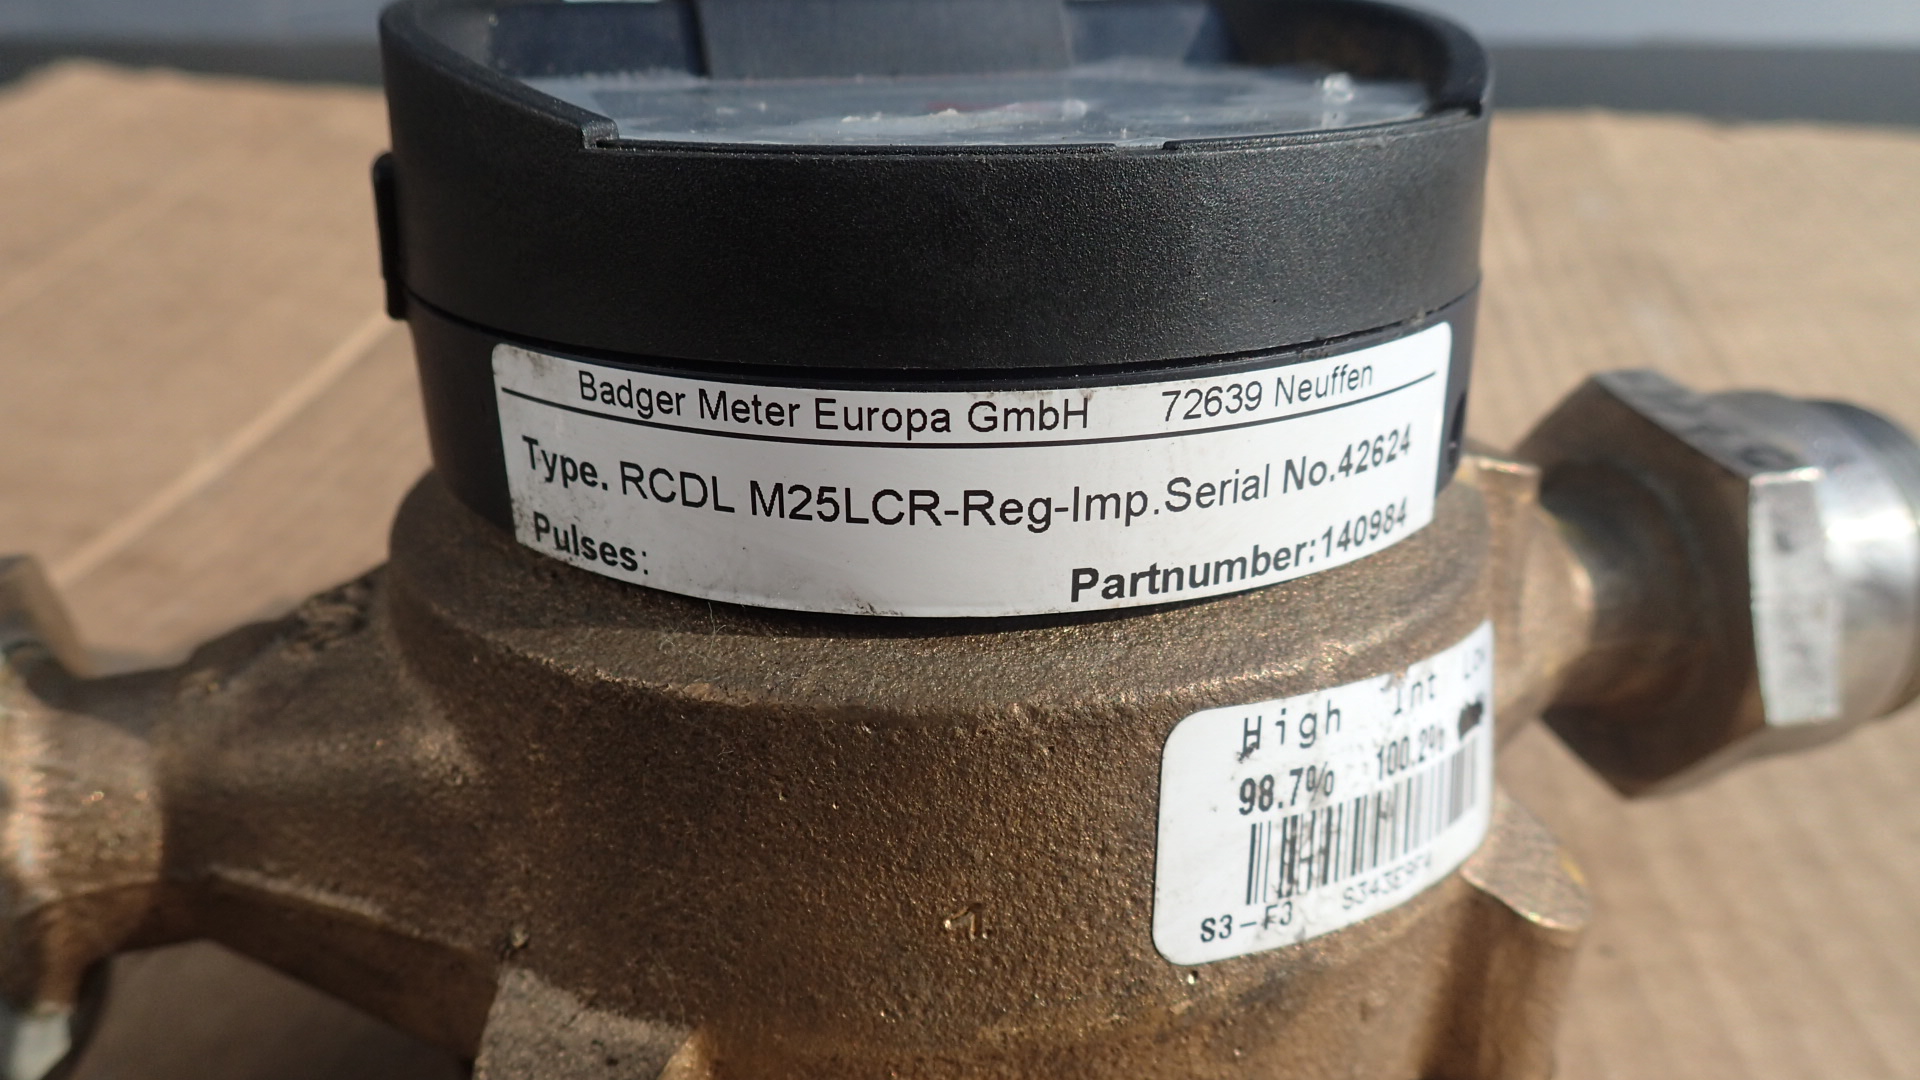 Badger Meter Europa GmbH 72639 Neuffen
Type. RCDL M25LCR-Reg-Imp. Serial No.42624
Pulses: Partnumber:140984
High Int
98.7% 100.2%
S3-F3